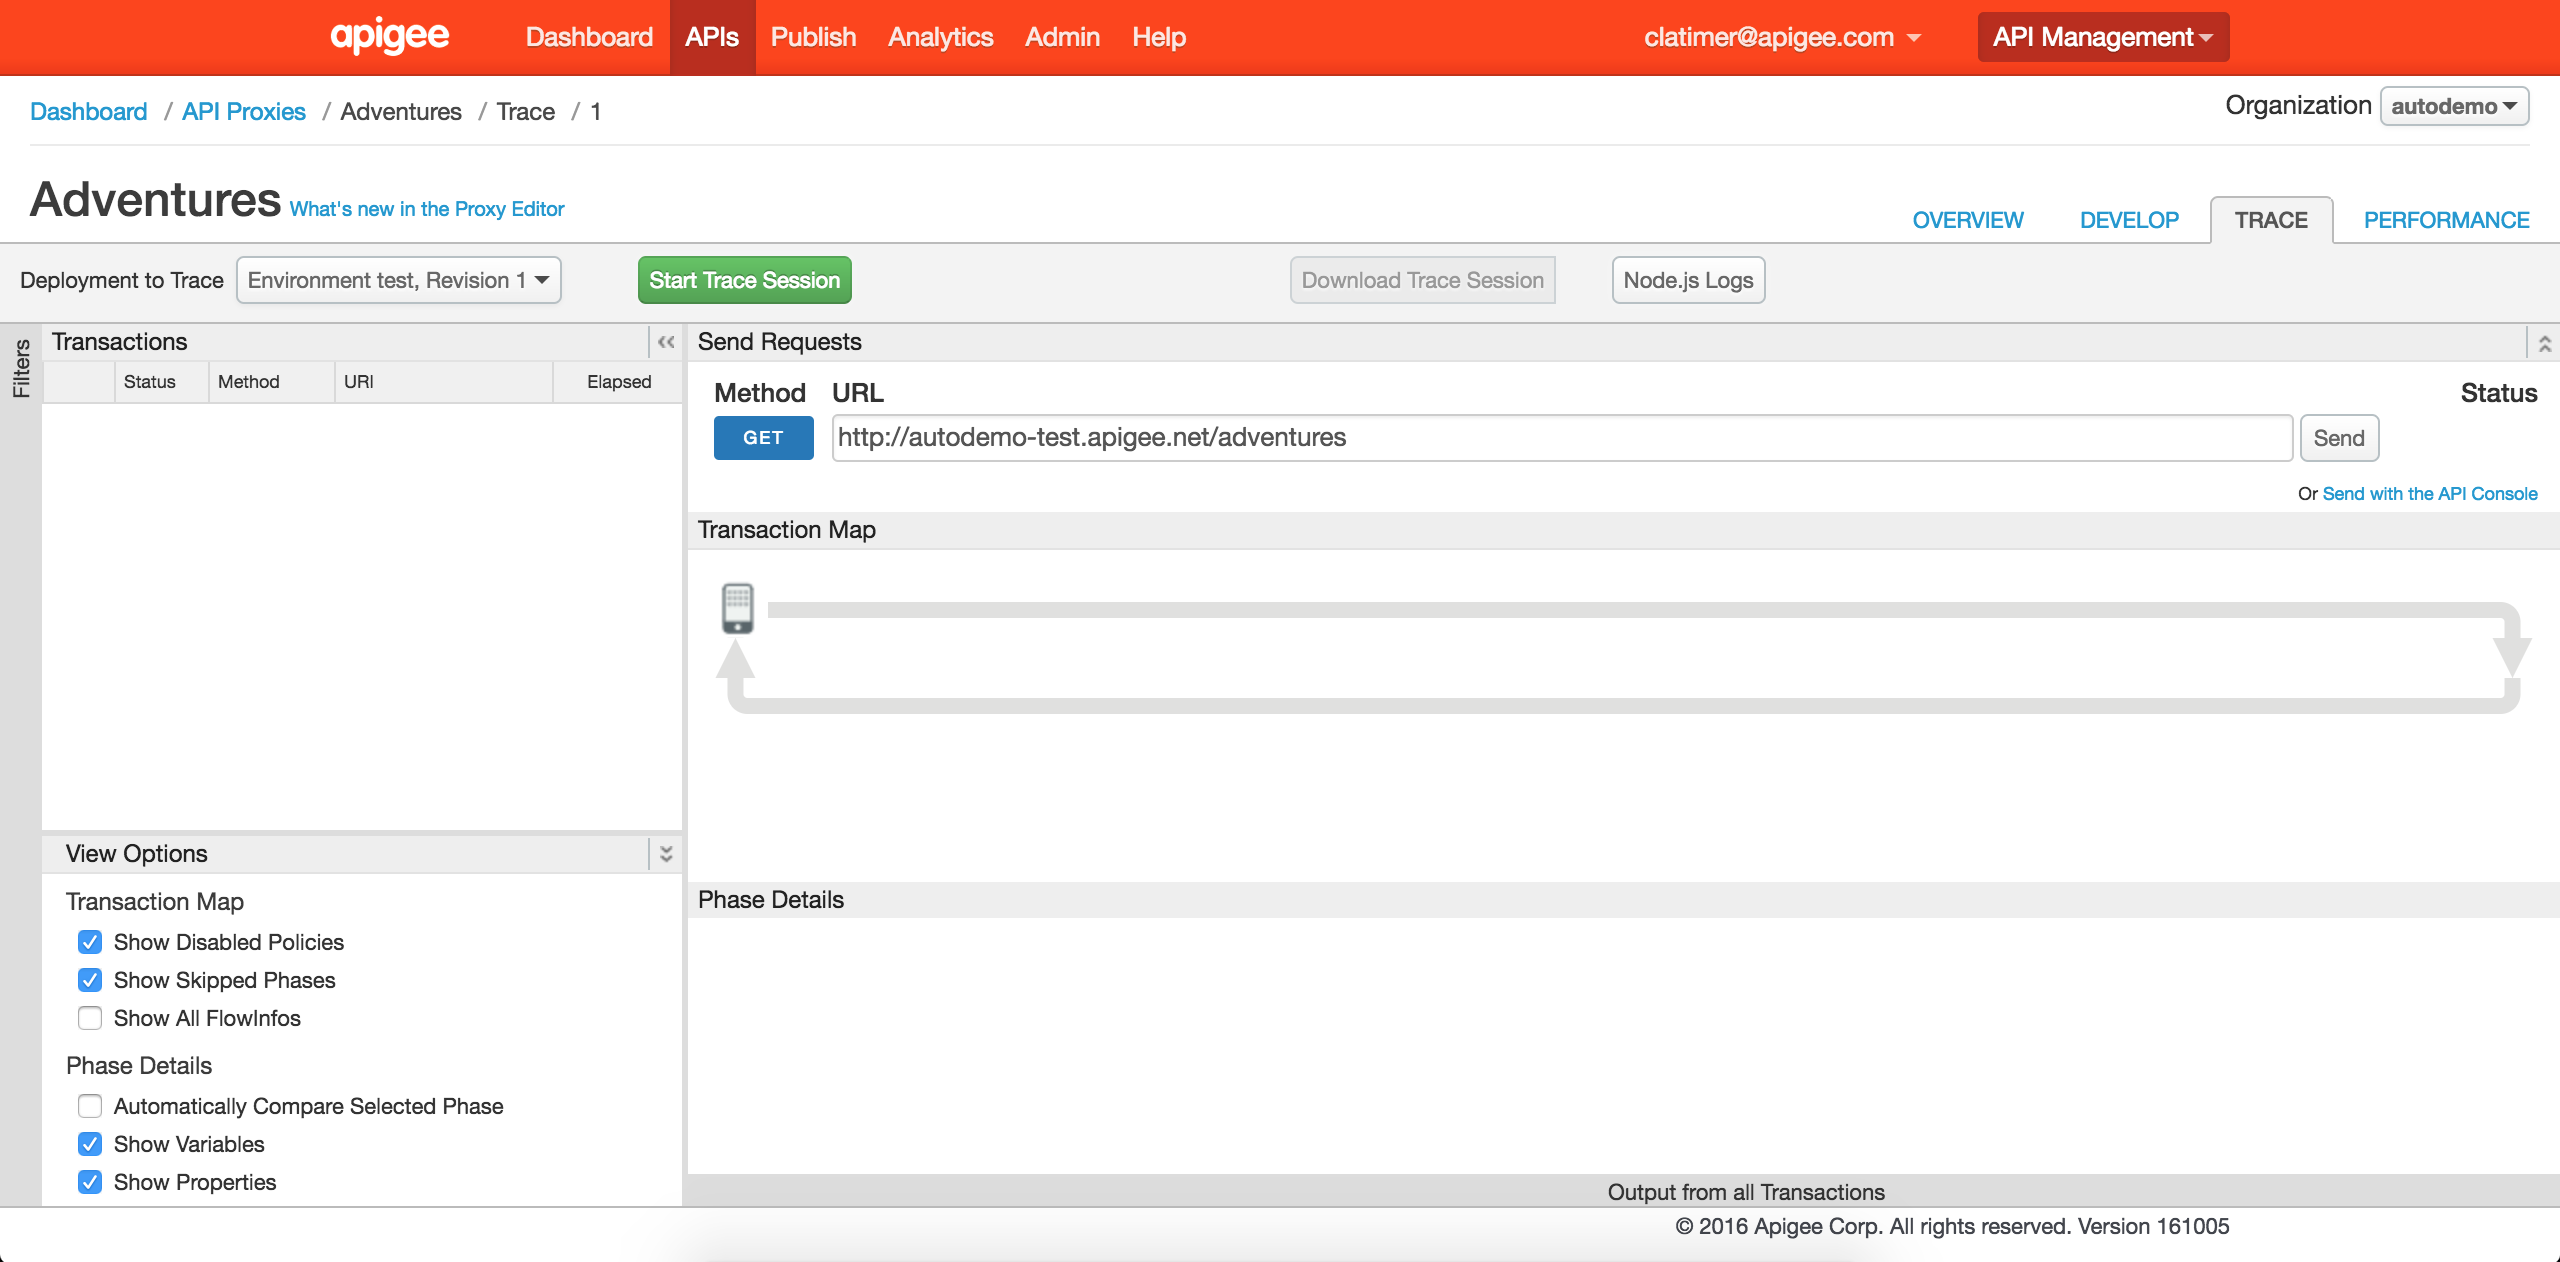 apigee Dashboard APIs Publish Analytics Admin Help clatimer@apigee.com API Management
Dashboard / API Proxies / Adventures / Trace / 1 Organization autodemo
Adventures What's new in the Proxy Editor OVERVIEW DEVELOP TRACE PERFORMANCE
Deployment to Trace Environment test, Revision 1 Start Trace Session Download Trace Session Node.js Logs
Filters
Transactions
Status Method URI Elapsed
Send Requests
Method URL Status
GET http://autodemo-test.apigee.net/adventures Send
Or Send with the API Console
Transaction Map
View Options
Transaction Map
Show Disabled Policies
Show Skipped Phases
Show All FlowInfos
Phase Details
Automatically Compare Selected Phase
Show Variables
Show Properties
Phase Details
Output from all Transactions
© 2016 Apigee Corp. All rights reserved. Version 161005